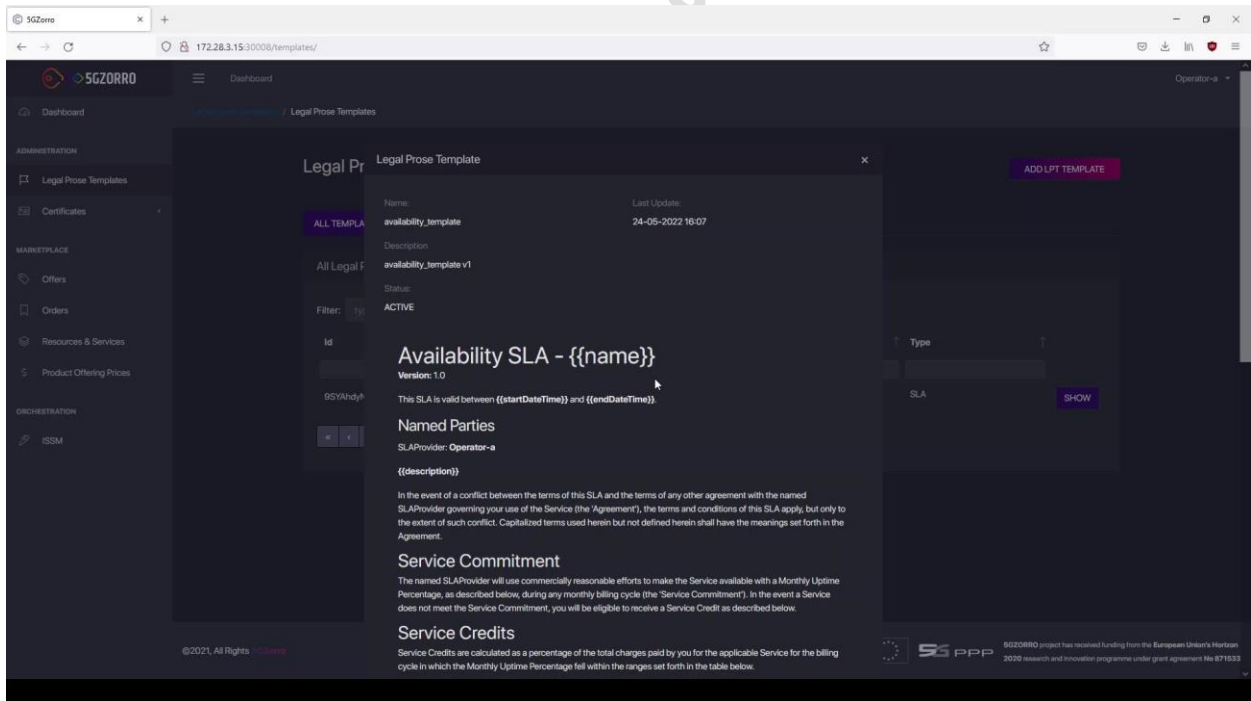 5GZorro
172.28.3.15:30008/templates/
5GZORRO
Dashboard
Operator-a
Dashboard
/ Legal Prose Templates
ADMINISTRATION
Legal Prose Templates
Certificates
MARKETPLACE
Offers
Orders
Resources & Services
Product Offering Prices
ORCHESTRATION
ISSM
Legal Pr
ADD LPT TEMPLATE
ALL TEMPLA
All Legal P
Filter:
Id
Type
9SYAhdyN
SLA
SHOW
Legal Prose Template
Name:
Last Update:
availability_template
24-05-2022 16:07
Description
availability_template v1
Status:
ACTIVE
Availability SLA - {{name}}
Version: 1.0
This SLA is valid between {{startDateTime}} and {{endDateTime}}.
Named Parties
SLAProvider: Operator-a
{{description}}
In the event of a conflict between the terms of this SLA and the terms of any other agreement with the named
SLAProvider governing your use of the Service (the 'Agreement'), the terms and conditions of this SLA apply, but only to
the extent of such conflict. Capitalized terms used herein but not defined herein shall have the meanings set forth in the
Agreement.
Service Commitment
The named SLAProvider will use commercially reasonable efforts to make the Service available with a Monthly Uptime
Percentage, as described below, during any monthly billing cycle (the 'Service Commitment'). In the event a Service
does not meet the Service Commitment, you will be eligible to receive a Service Credit as described below.
Service Credits
Service Credits are calculated as a percentage of the total charges paid by you for the applicable Service for the billing
cycle in which the Monthly Uptime Percentage fell within the ranges set forth in the table below.
©2021, All Rights 5GZorro
5G PPP
5GZORRO project has received funding from the European Union's Horizon
2020 research and innovation programme under grant agreement No 871533